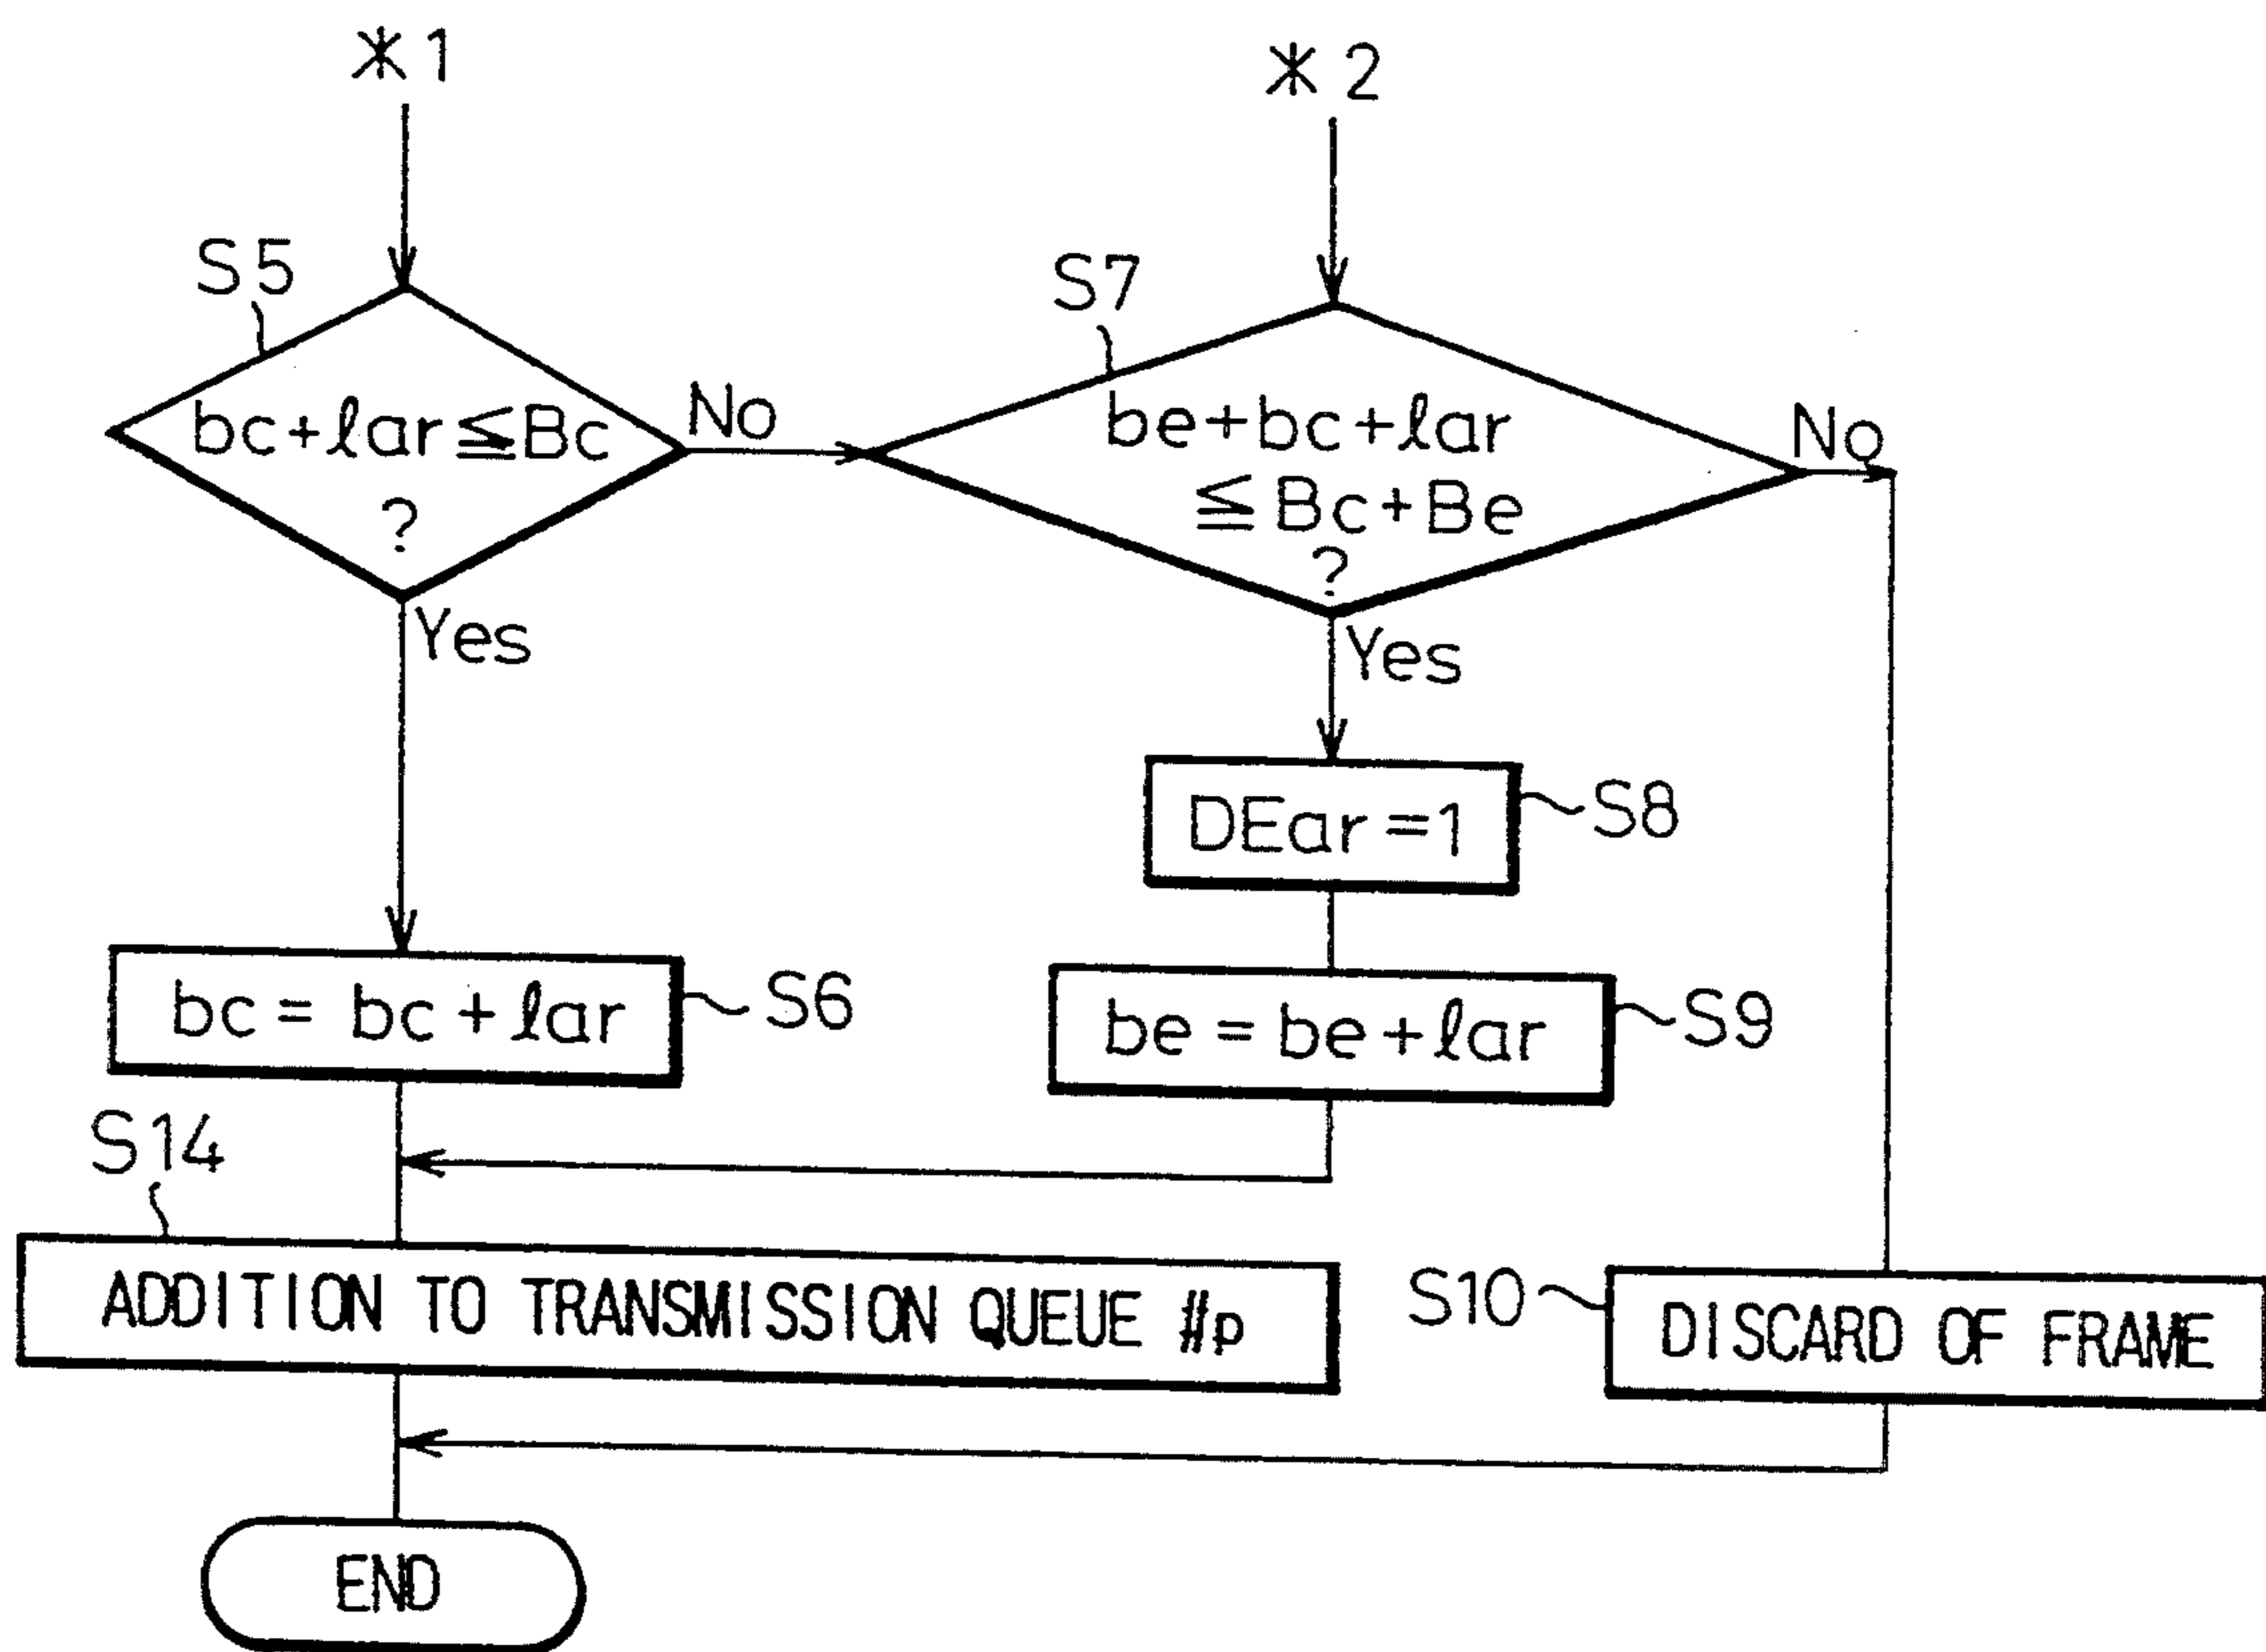 *1
*2
S5
S7
bc+ℓar≦Bc
?
No
be+bc+ℓar
≦Bc+Be
?
No
Yes
Yes
DEar=1
S8
bc = bc + ℓar
S6
be = be + ℓar
S9
S14
ADDITION TO TRANSMISSION QUEUE #p
S10
DISCARD OF FRAME
END